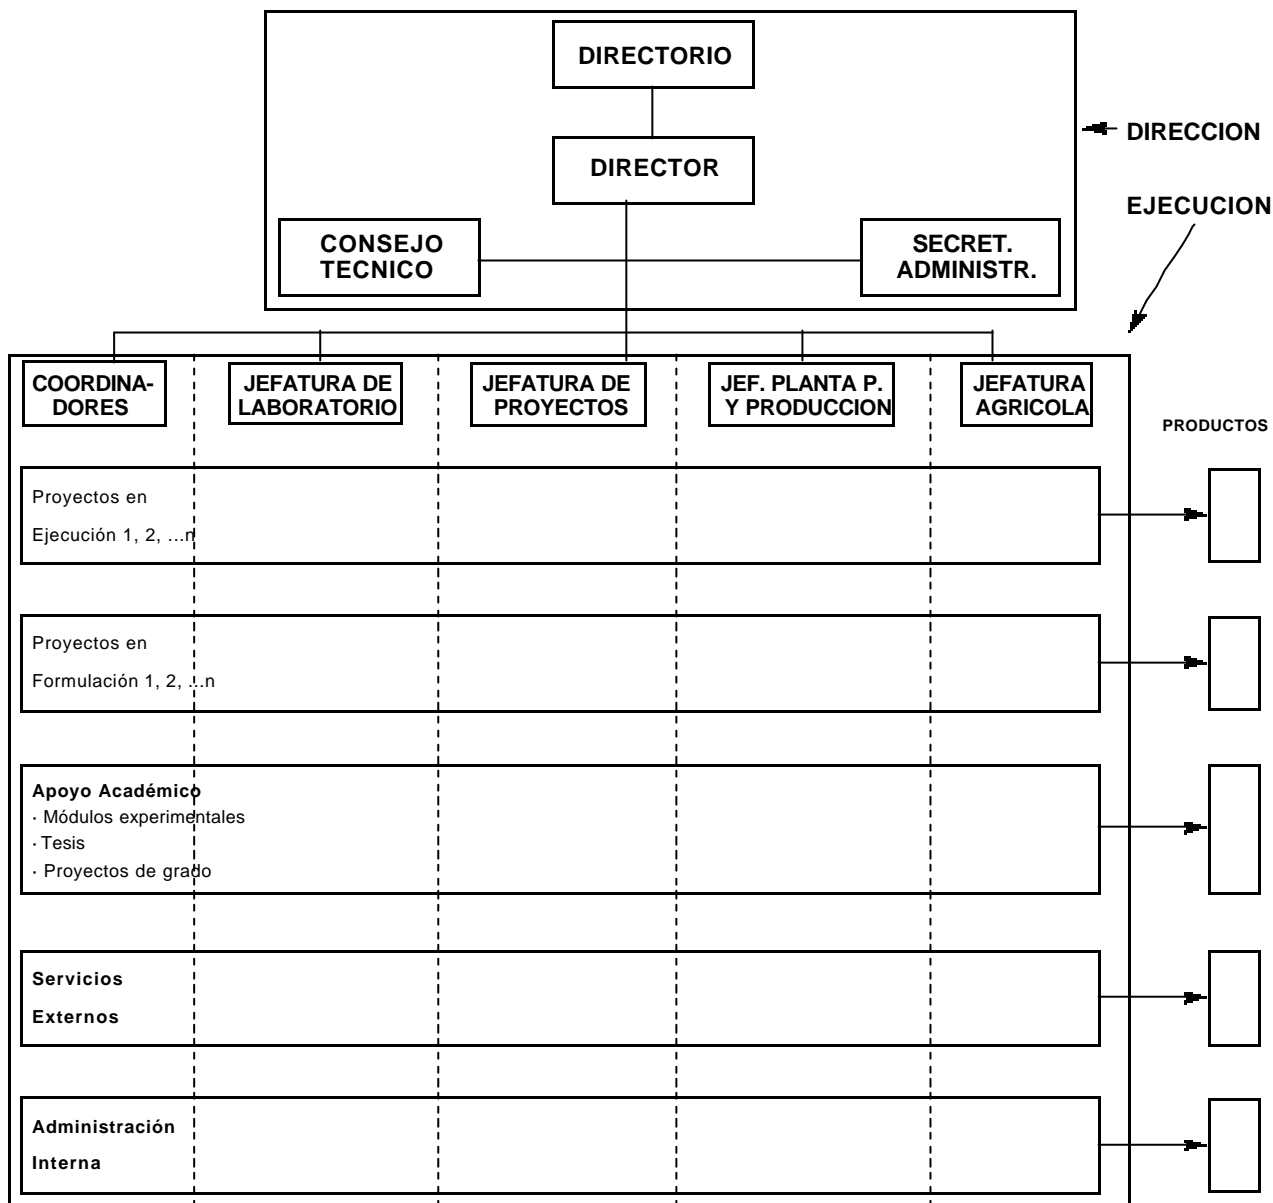 DIRECTORIO
DIRECCION
DIRECTOR
EJECUCION
CONSEJO
TECNICO
SECRET.
ADMINISTR.
COORDINA-
DORES
JEFATURA DE
LABORATORIO
JEFATURA DE
PROYECTOS
JEF. PLANTA P.
Y PRODUCCION
JEFATURA
AGRICOLA
PRODUCTOS
Proyectos en
Ejecución 1, 2, ...n
Proyectos en
Formulación 1, 2, ...n
Apoyo Académico
· Módulos experimentales
· Tesis
· Proyectos de grado
Servicios
Externos
Administración
Interna